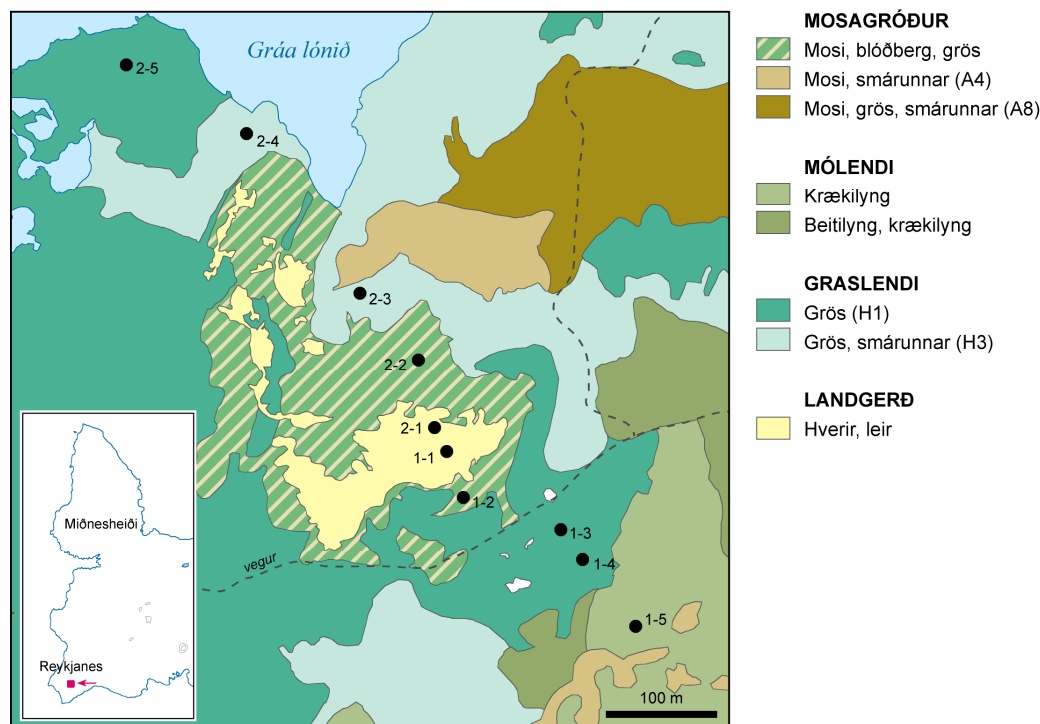 Gráa lónið
2-5
2-4
2-3
2-2
2-1
1-1
1-2
1-3
1-4
1-5
vegur
100 m
Miðnesheiði
Reykjanes
MOSAGRÓÐUR
Mosi, blóðberg, grös
Mosi, smárunnar (A4)
Mosi, grös, smárunnar (A8)
MÓLENDI
Krækilyng
Beitilyng, krækilyng
GRASLENDI
Grös (H1)
Grös, smárunnar (H3)
LANDGERÐ
Hverir, leir